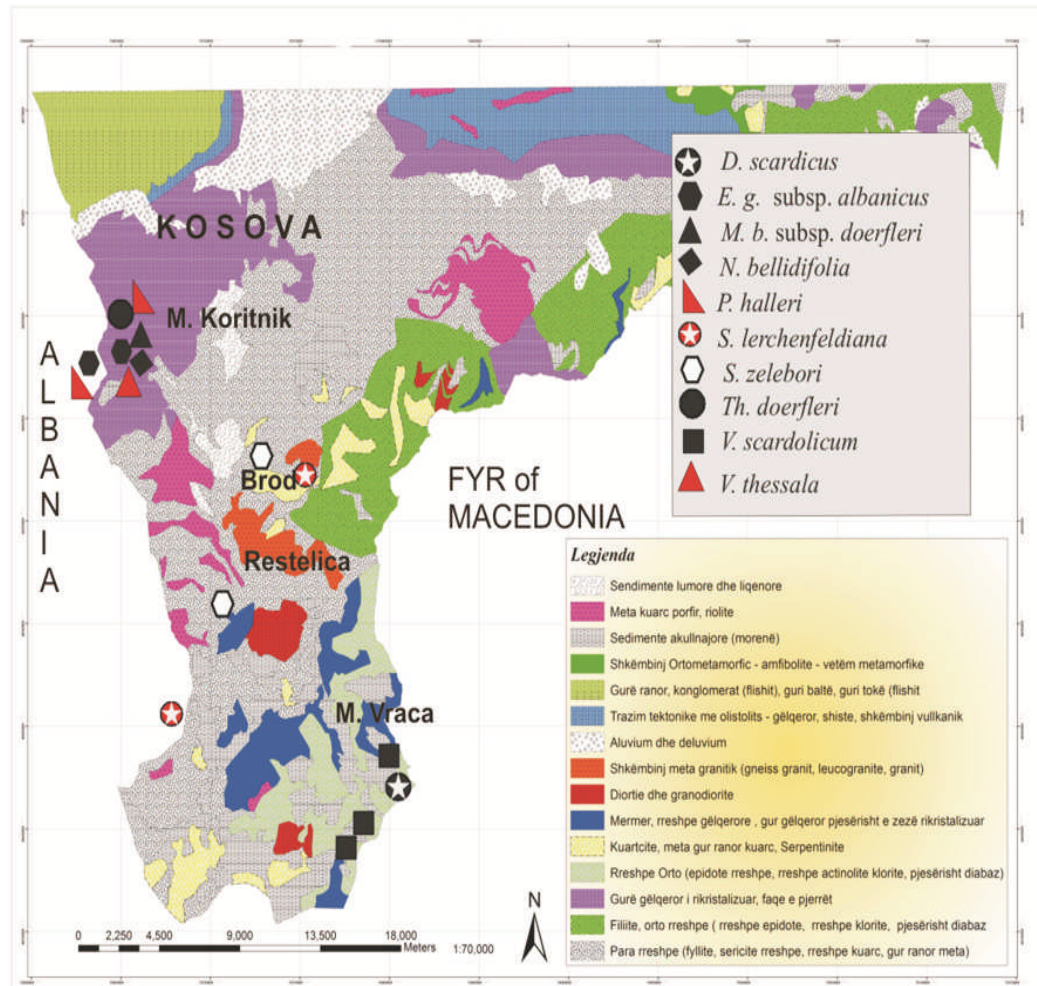 KOSOVA
M. Koritnik
ALBANIA
Brod
FYR of
MACEDONIA
Restelica
M. Vraca
D. scardicus
E. g. subsp. albanicus
M. b. subsp. doerfleri
N. bellidifolia
P. halleri
S. lerchenfeldiana
S. zelebori
Th. doerfleri
V. scardolicum
V. thessala
Legjenda
Sendimente lumore dhe liqenore
Meta kuarc porfir, riolite
Sedimente akullnajore (morenë)
Shkëmbinj Ortometamorfic - amfibolite - vetëm metamorfike
Gurë ranor, konglomerat (flishit), guri baltë, guri tokë (flishit
Trazim tektonike me olistolits - gëlqeror, shiste, shkëmbinj vullkanik
Aluvium dhe deluvium
Shkëmbinj meta granitik (gneiss granit, leucogranite, granit)
Diortie dhe granodiorite
Mermer, rreshpe gëlqerore , gur gëlqeror pjesërisht e zezë rikristalizuar
Kuartcite, meta gur ranor kuarc, Serpentinite
Rreshpe Orto (epidote rreshpe, rreshpe actinolite klorite, pjesërisht diabaz)
Gurë gëlqeror i rikristalizuar, faqe e pjerrët
Filiite, orto rreshpe ( rreshpe epidote, rreshpe klorite, pjesërisht diabaz
Para rreshpe (fyllite, sericite rreshpe, rreshpe kuarc, gur ranor meta)
N
0 2,250 4,500 9,000 13,500 18,000
Meters
1:70,000